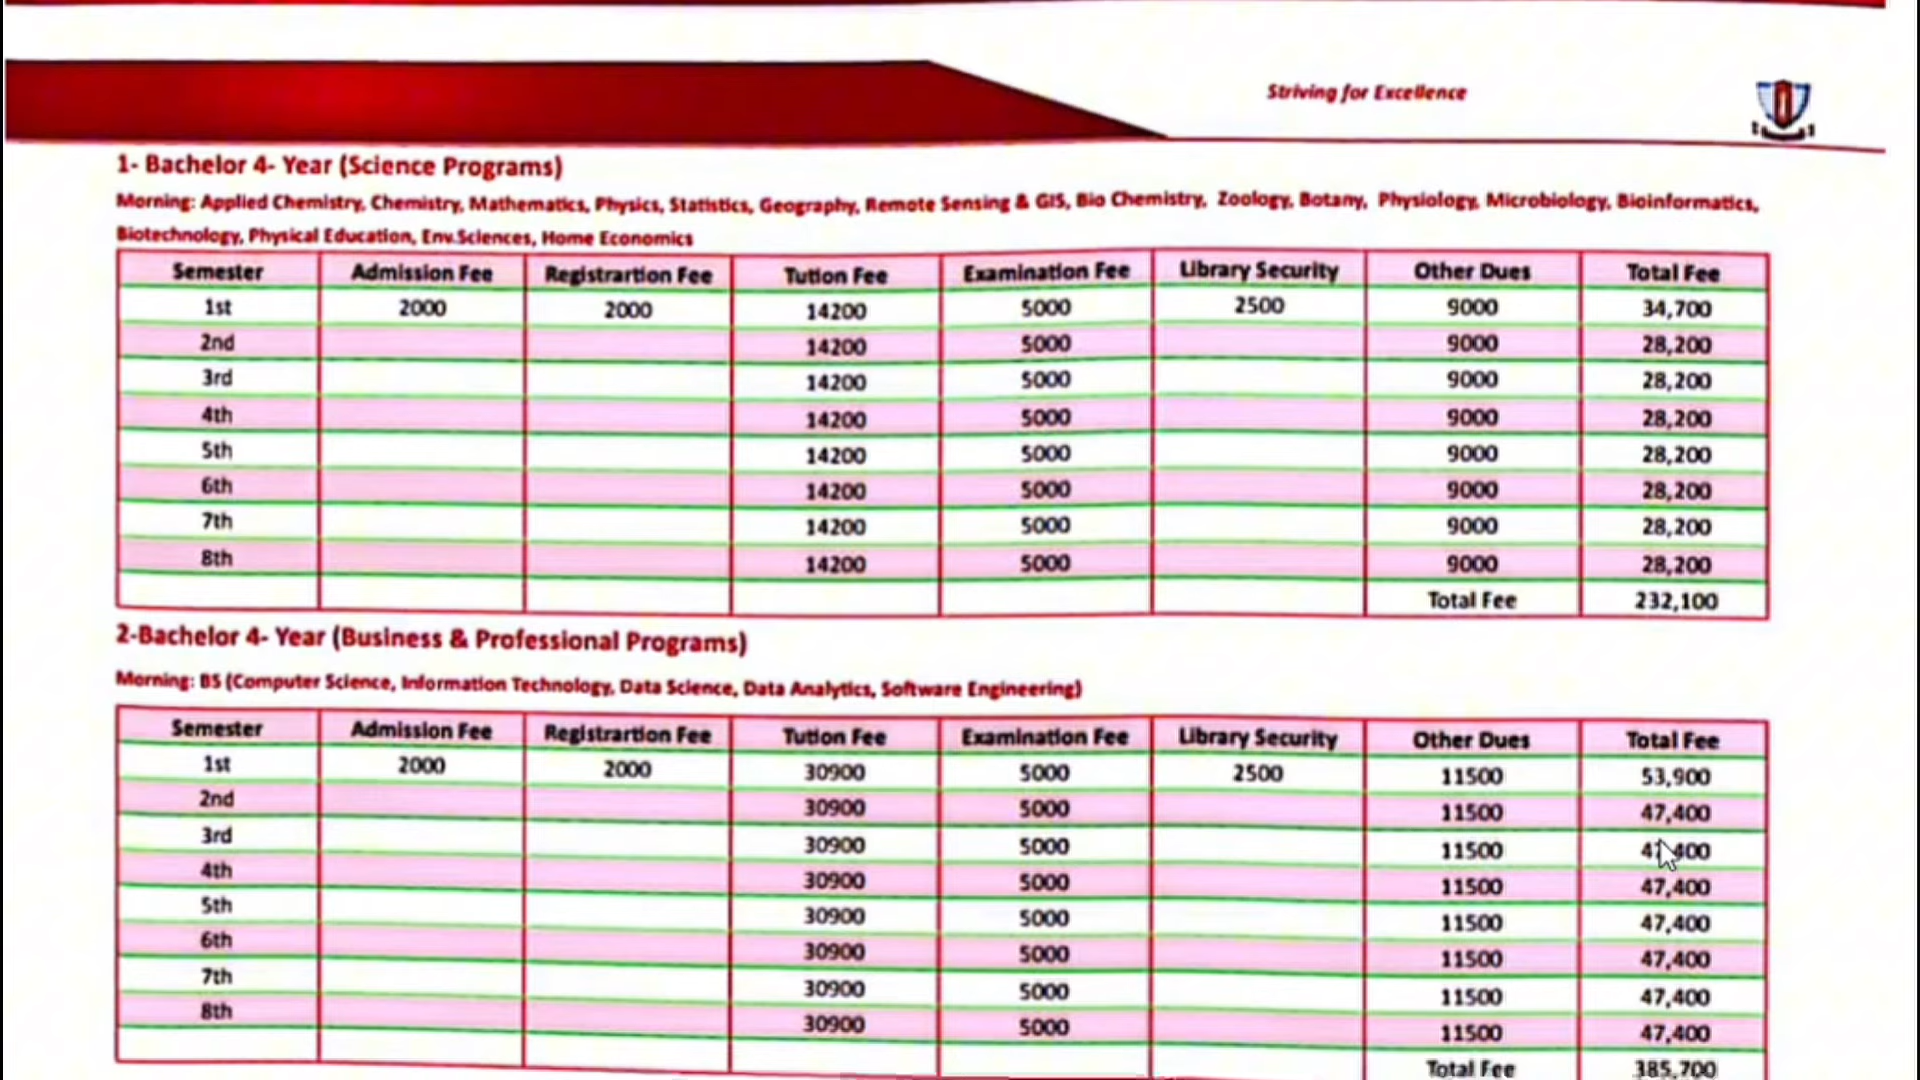 Striving for Excellence
1- Bachelor 4- Year (Science Programs)
Morning: Applied Chemistry, Chemistry, Mathematics, Physics, Statistics, Geography, Remote Sensing & GIS, Bio Chemistry, Zoology, Botany, Physiology, Microbiology, Bioinformatics,
Biotechnology, Physical Education, Env.Sciences, Home Economics
Semester Admission Fee Registrartion Fee Tution Fee Examination Fee Library Security Other Dues Total Fee
1st 2000 2000 14200 5000 2500 9000 34,700
2nd 14200 5000 9000 28,200
3rd 14200 5000 9000 28,200
4th 14200 5000 9000 28,200
5th 14200 5000 9000 28,200
6th 14200 5000 9000 28,200
7th 14200 5000 9000 28,200
8th 14200 5000 9000 28,200
Total Fee 232,100
2-Bachelor 4- Year (Business & Professional Programs)
Morning: BS (Computer Science, Information Technology, Data Science, Data Analytics, Software Engineering)
Semester Admission Fee Registrartion Fee Tution Fee Examination Fee Library Security Other Dues Total Fee
1st 2000 2000 30900 5000 2500 11500 53,900
2nd 30900 5000 11500 47,400
3rd 30900 5000 11500 47,400
4th 30900 5000 11500 47,400
5th 30900 5000 11500 47,400
6th 30900 5000 11500 47,400
7th 30900 5000 11500 47,400
8th 30900 5000 11500 47,400
Total Fee 385,700